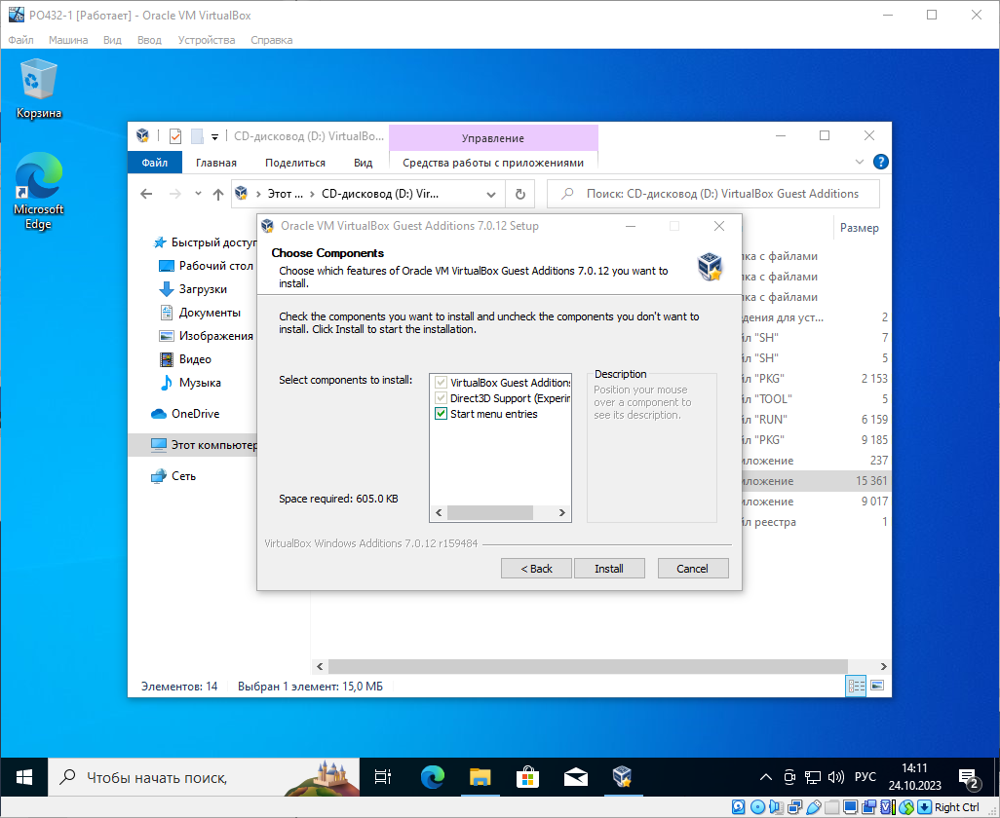 PO432-1 [Работает] - Oracle VM VirtualBox
Файл Машина Вид Ввод Устройства Справка
Корзина
Microsoft
Edge
CD-дисковод (D:) VirtualBo...
Управление
Файл Главная Поделиться Вид Средства работы с приложениями
Этот ... CD-дисковод (D:) Vir...
Поиск: CD-дисковод (D:) VirtualBox Guest Additions
Быстрый доступ
Рабочий стол
Загрузки
Документы
Изображения
Видео
Музыка
OneDrive
Этот компьютер
Сеть
Размер
ка с файлами
ка с файлами
ка с файлами
едения для уст... 2
йл "SH" 7
йл "SH" 5
йл "PKG" 2 153
йл "TOOL" 5
йл "RUN" 6 159
йл "PKG" 9 185
иложение 237
иложение 15 361
иложение 9 017
йл реестра 1
Oracle VM VirtualBox Guest Additions 7.0.12 Setup
Choose Components
Choose which features of Oracle VM VirtualBox Guest Additions 7.0.12 you want to
install.
Check the components you want to install and uncheck the components you don't want to
install. Click Install to start the installation.
Select components to install:
VirtualBox Guest Additions
Direct3D Support (Experin
Start menu entries
Description
Position your mouse
over a component to
see its description.
Space required: 605.0 KB
VirtualBox Windows Additions 7.0.12 r159484
< Back Install Cancel
Элементов: 14 Выбран 1 элемент: 15,0 МБ
Чтобы начать поиск,
РУС
14:11
24.10.2023
2
Right Ctrl